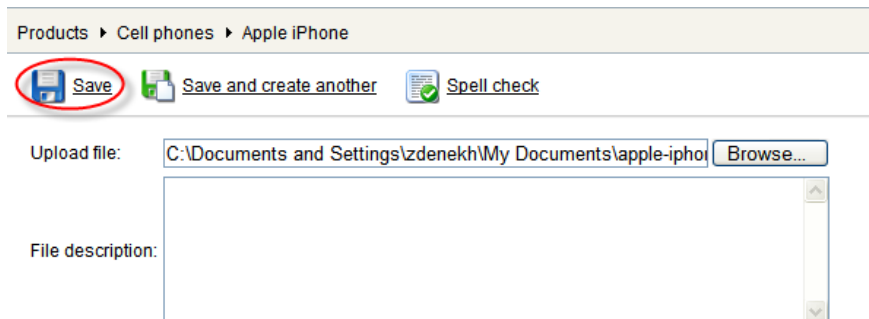 Products Cell phones Apple iPhone
Save Save and create another Spell check
Upload file: C:\Documents and Settings\zdenekh\My Documents\apple-iphon Browse...
File description: